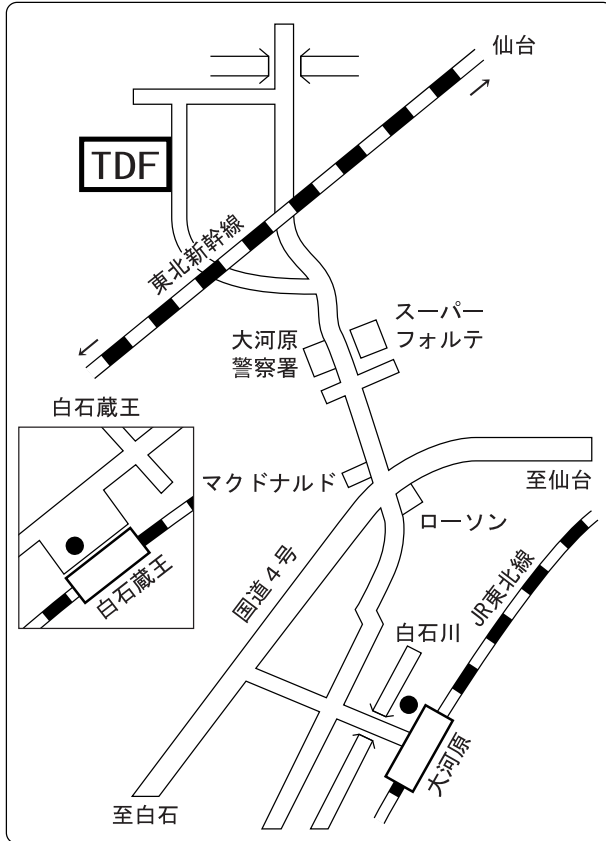 仙台
TDF
東北新幹線
スーパー
フォルテ
大河原
警察署
白石蔵王
マクドナルド
至仙台
ローソン
白石蔵王
国道4号
JR東北線
白石川
大河原
至白石